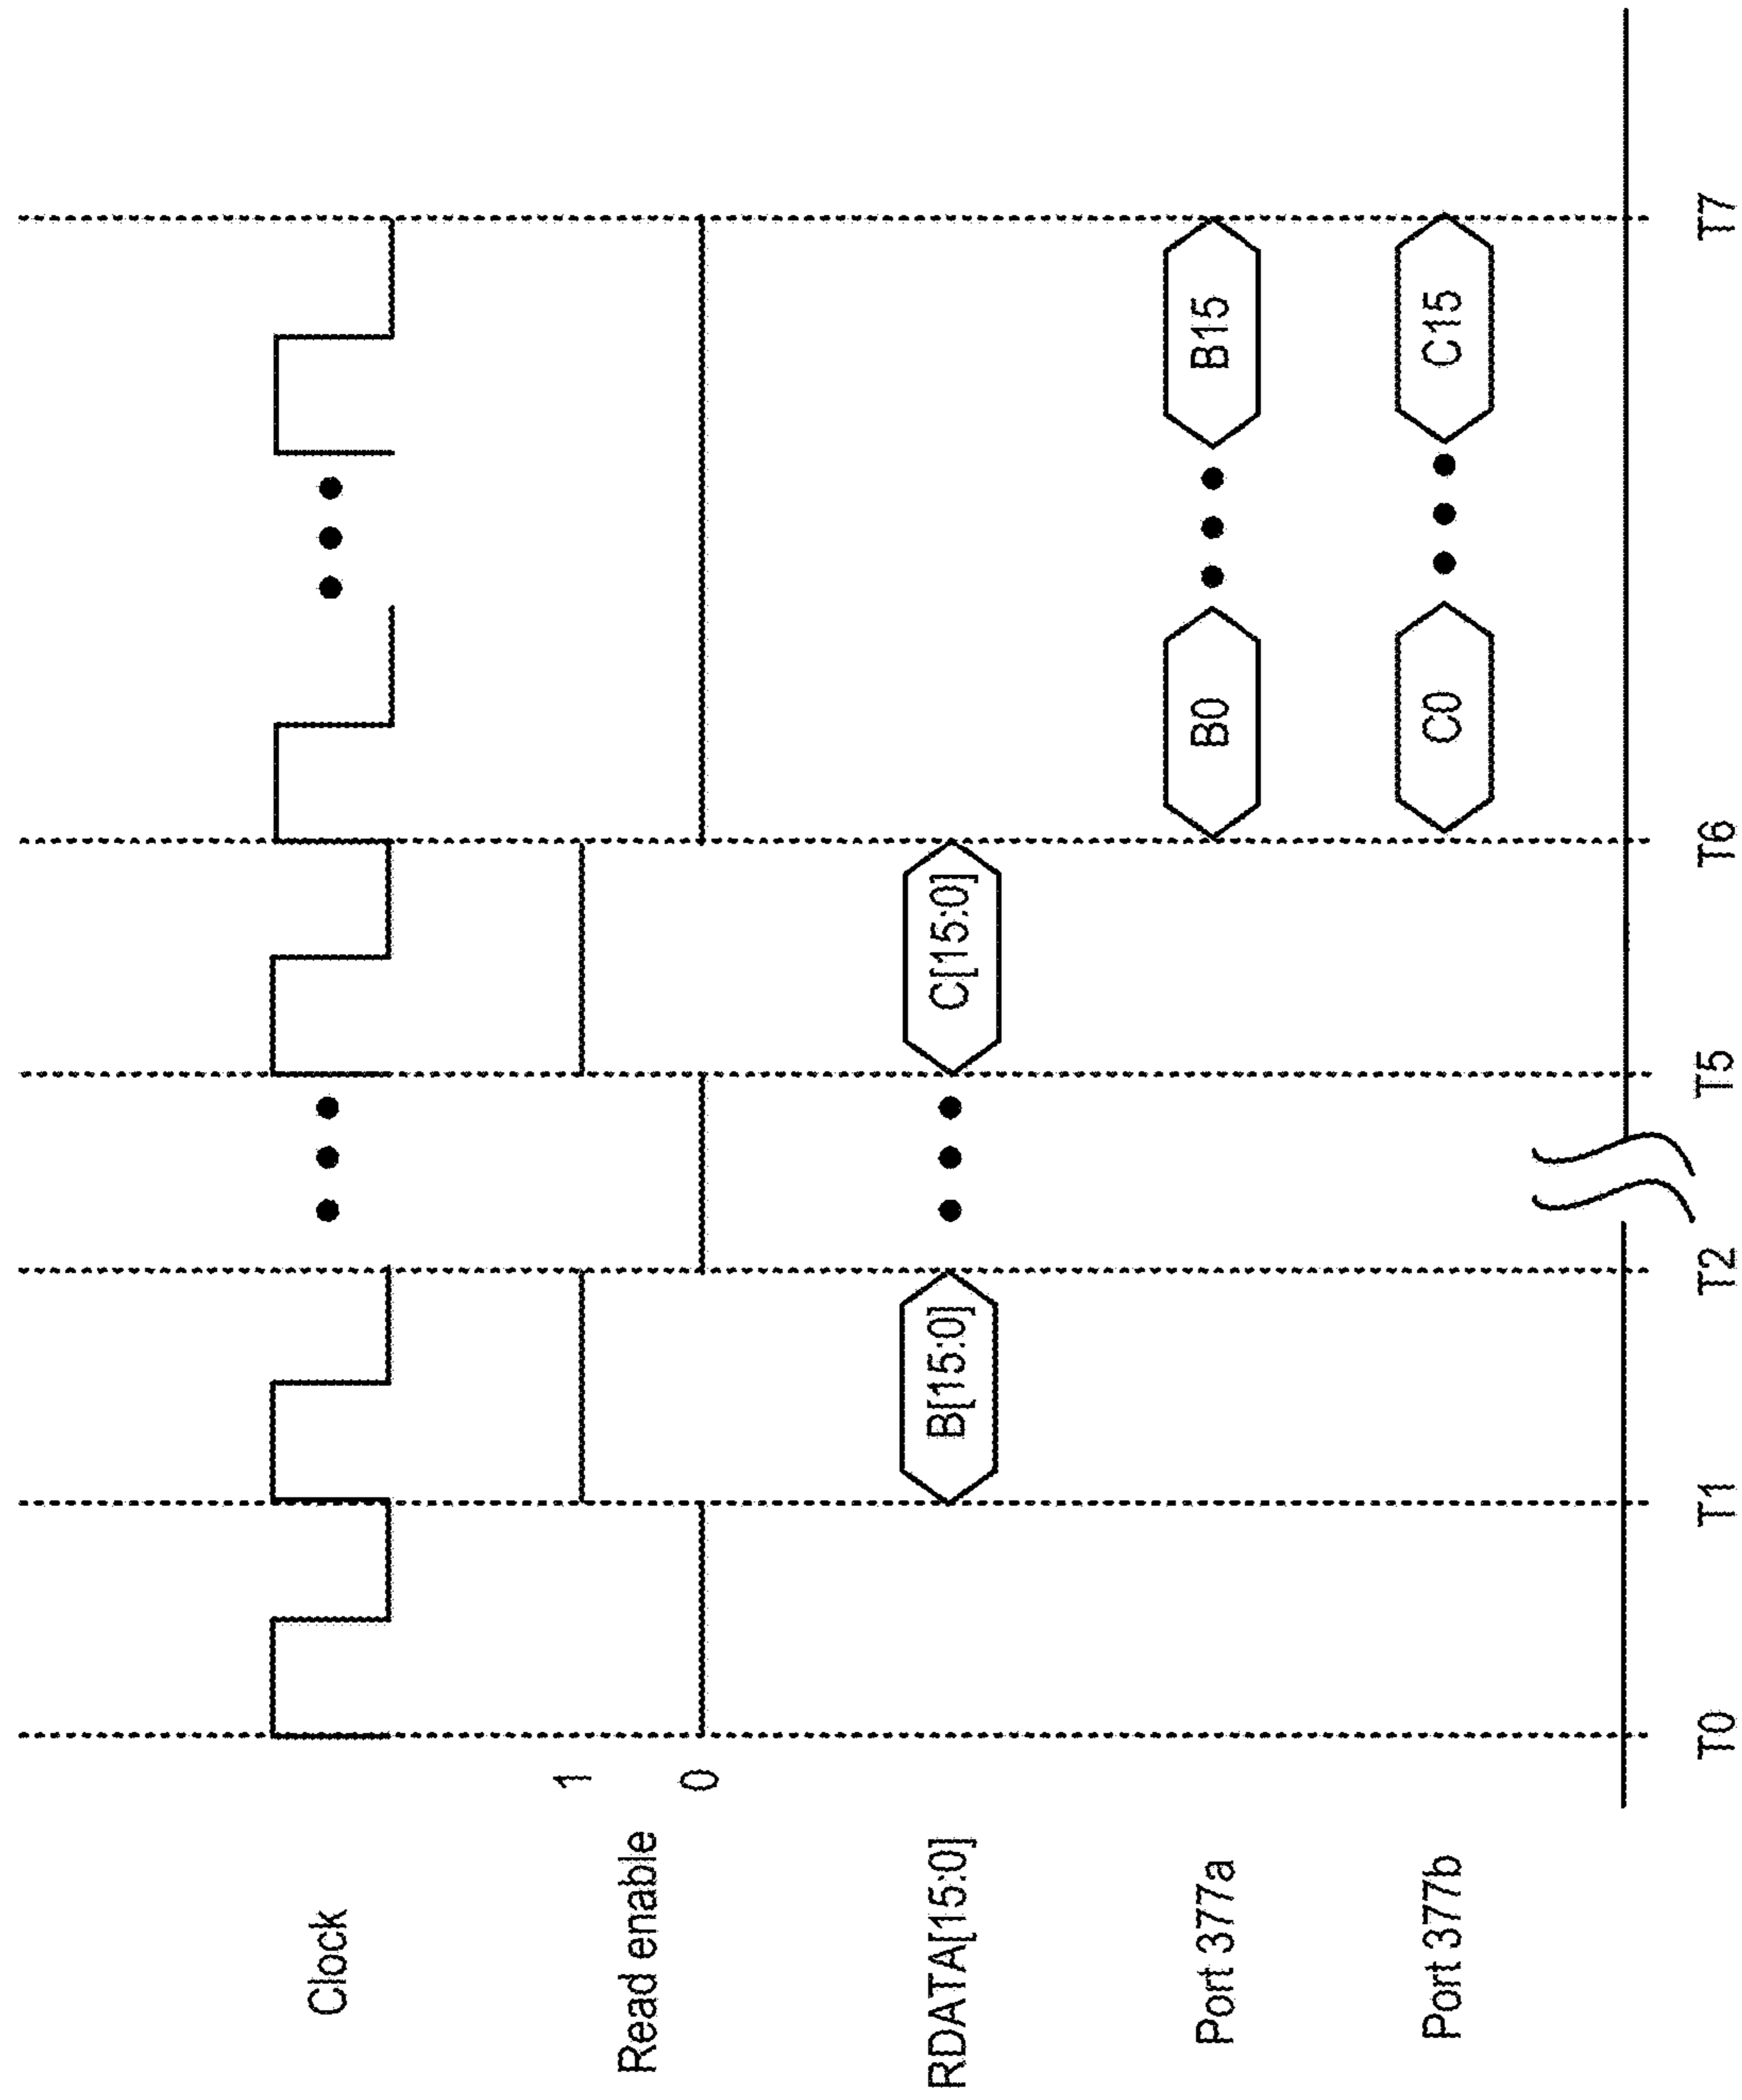 Clock
Read enable
1
0
RDATA[15:0]
B[15:0]
C[15:0]
Port 377a
B0
B15
Port 377b
C0
C15
T0
T1
T2
T5
T6
T7